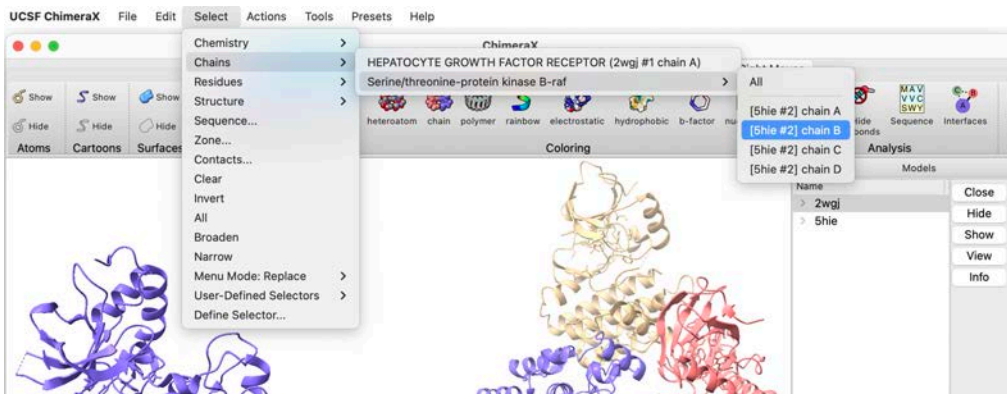 UCSF ChimeraX File Edit Select Actions Tools Presets Help
ChimeraX
Chemistry
Chains
Residues
Structure
Sequence...
Zone...
Contacts...
Clear
Invert
All
Broaden
Narrow
Menu Mode: Replace
User-Defined Selectors
Define Selector...
HEPATOCYTE GROWTH FACTOR RECEPTOR (2wgj #1 chain A)
Serine/threonine-protein kinase B-raf
All
[5hie #2] chain A
[5hie #2] chain B
[5hie #2] chain C
[5hie #2] chain D
Show Show Show
Hide Hide Hide
Atoms Cartoons Surfaces
heteroatom chain polymer rainbow electrostatic hydrophobic b-factor
Coloring
MAV
VVC
SWY
Sequence Interfaces
Analysis
Models
Name
2wgj
5hie
Close
Hide
Show
View
Info